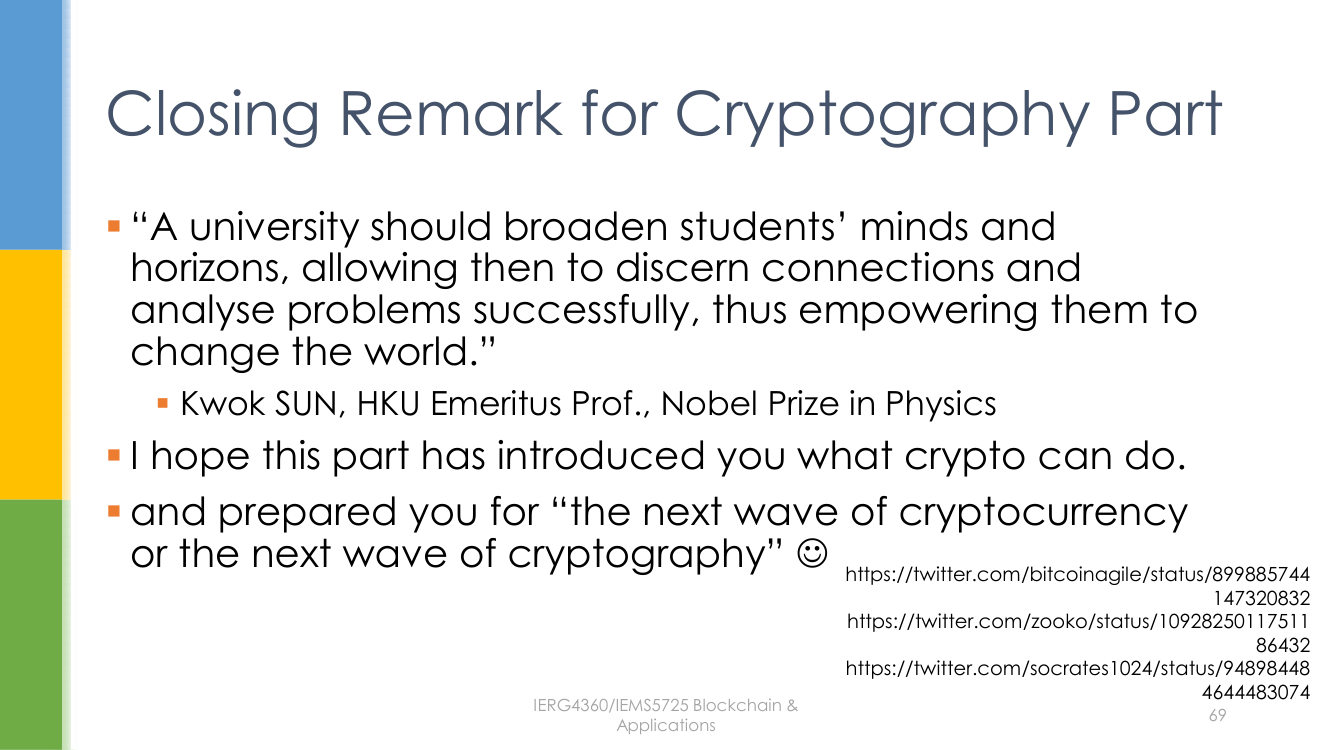 Closing Remark for Cryptography Part
▪ “A university should broaden students’ minds and
horizons, allowing then to discern connections and
analyse problems successfully, thus empowering them to
change the world.”
▪ Kwok SUN, HKU Emeritus Prof., Nobel Prize in Physics
▪ I hope this part has introduced you what crypto can do.
▪ and prepared you for “the next wave of cryptocurrency
or the next wave of cryptography” ☺
https://twitter.com/bitcoinagile/status/899885744
147320832
https://twitter.com/zooko/status/10928250117511
86432
https://twitter.com/socrates1024/status/94898448
4644483074
IERG4360/IEMS5725 Blockchain &
Applications
69